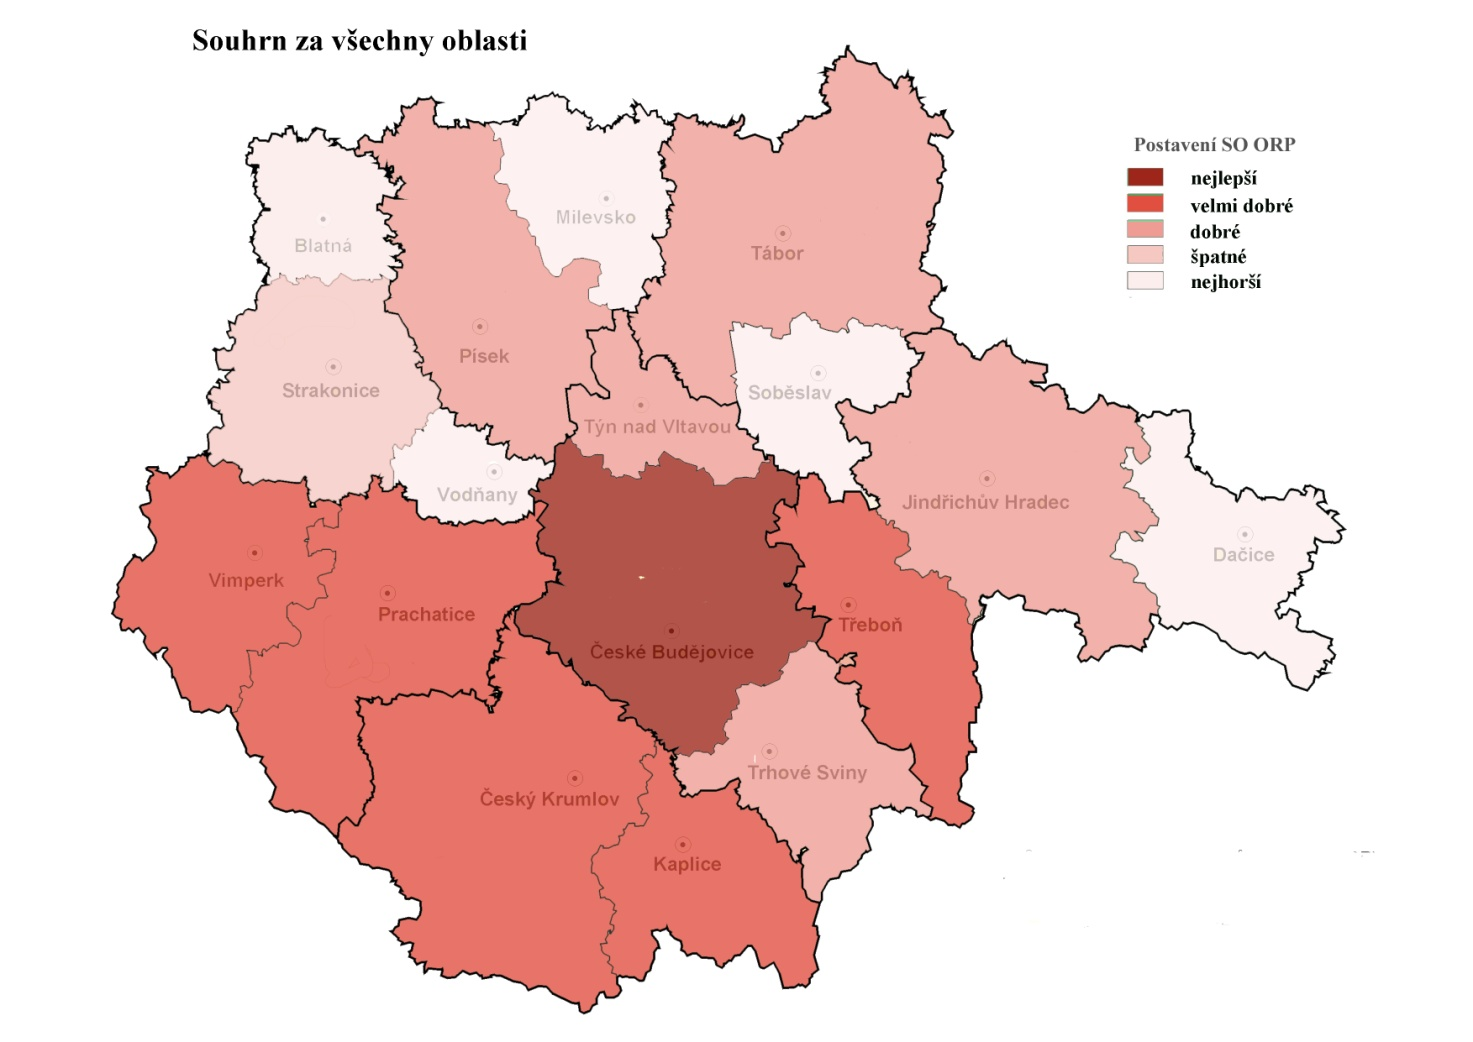 Souhrn za všechny oblasti
Postavení SO ORP
nejlepší
velmi dobré
dobré
špatné
nejhorší
Milevsko
Blatná
Tábor
Písek
Strakonice
Soběslav
Týn nad Vltavou
Vodňany
Jindřichův Hradec
Dačice
Vimperk
Prachatice
Třeboň
České Budějovice
Trhové Sviny
Český Krumlov
Kaplice